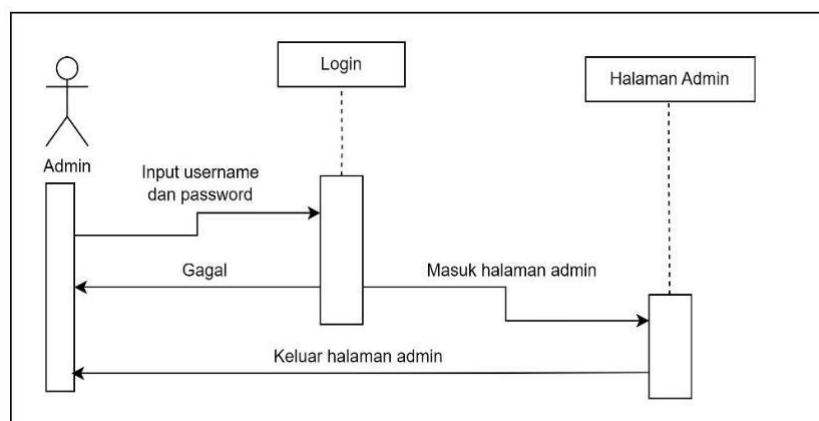 Login
Halaman Admin
Admin
Input username
dan password
Gagal
Masuk halaman admin
Keluar halaman admin